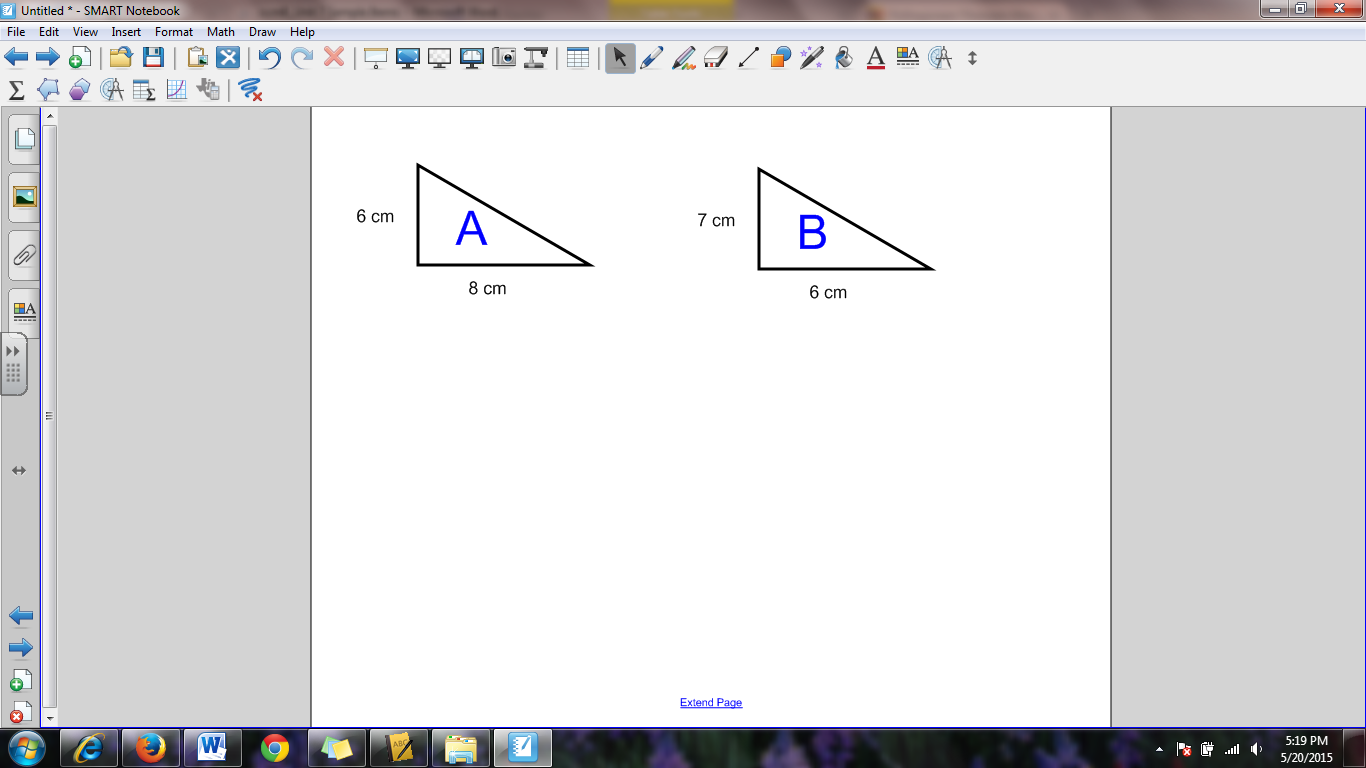 Untitled * - SMART Notebook
File Edit View Insert Format Math Draw Help
6 cm
A
8 cm
7 cm
B
6 cm
Extend Page
5:19 PM
5/20/2015